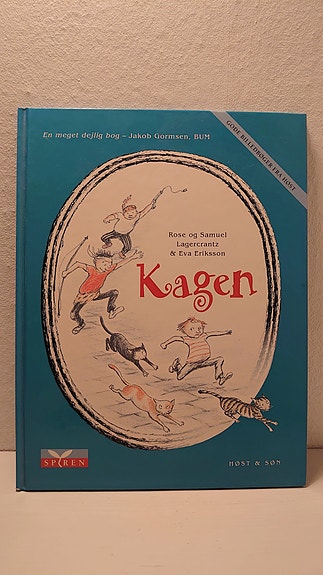 En meget dejlig bog – Jakob Gormsen, BUM
GODE BILLEDBØGER FRA HØST
Rose og Samuel
Lagercrantz
& Eva Eriksson
Kagen
SPIREN
HØST & SØN